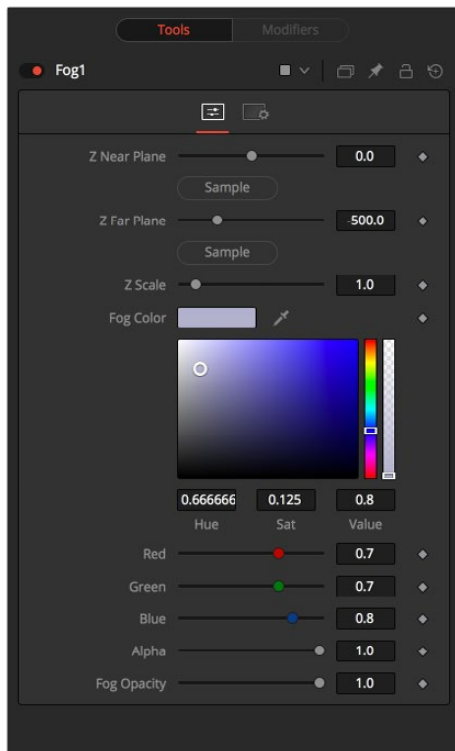 Tools Modifiers
Fog1
Z Near Plane 0.0
Sample
Z Far Plane -500.0
Sample
Z Scale 1.0
Fog Color
0.666666 0.125 0.8
Hue Sat Value
Red 0.7
Green 0.7
Blue 0.8
Alpha 1.0
Fog Opacity 1.0